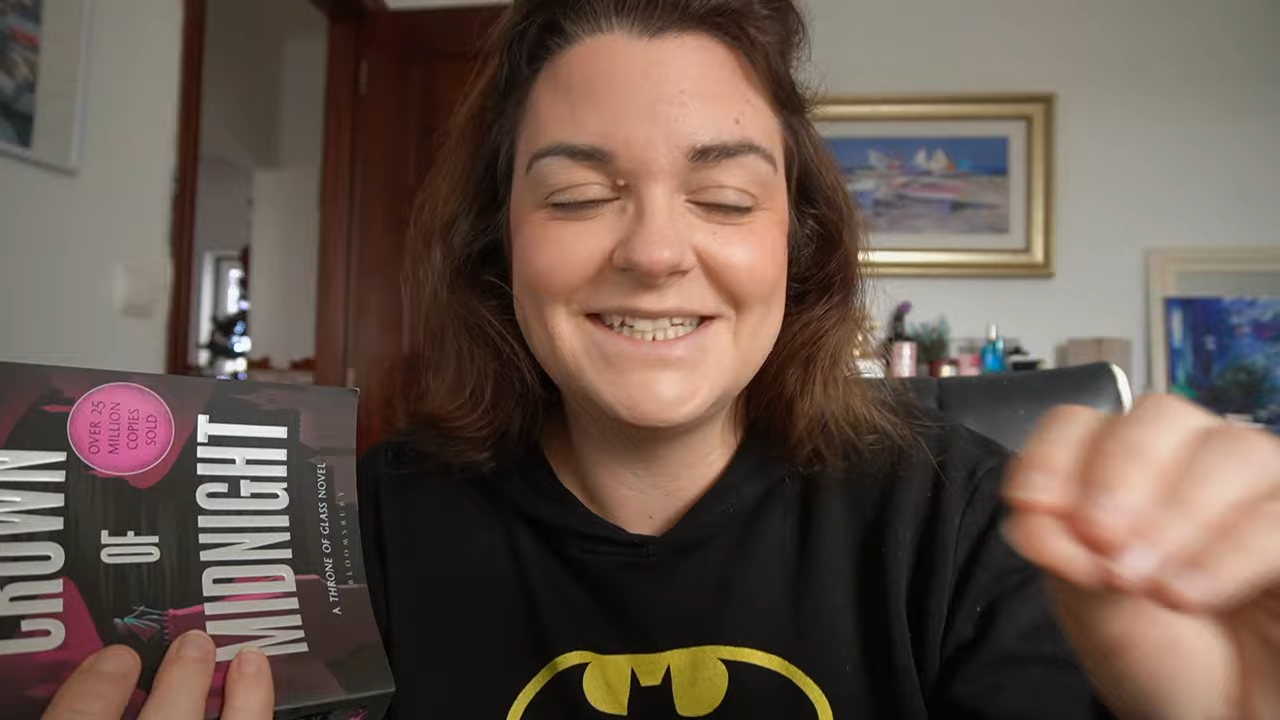 CROWN
OF
MIDNIGHT
OVER 25
MILLION
COPIES
SOLD
A THRONE OF GLASS NOVEL
BLOOMSBURY